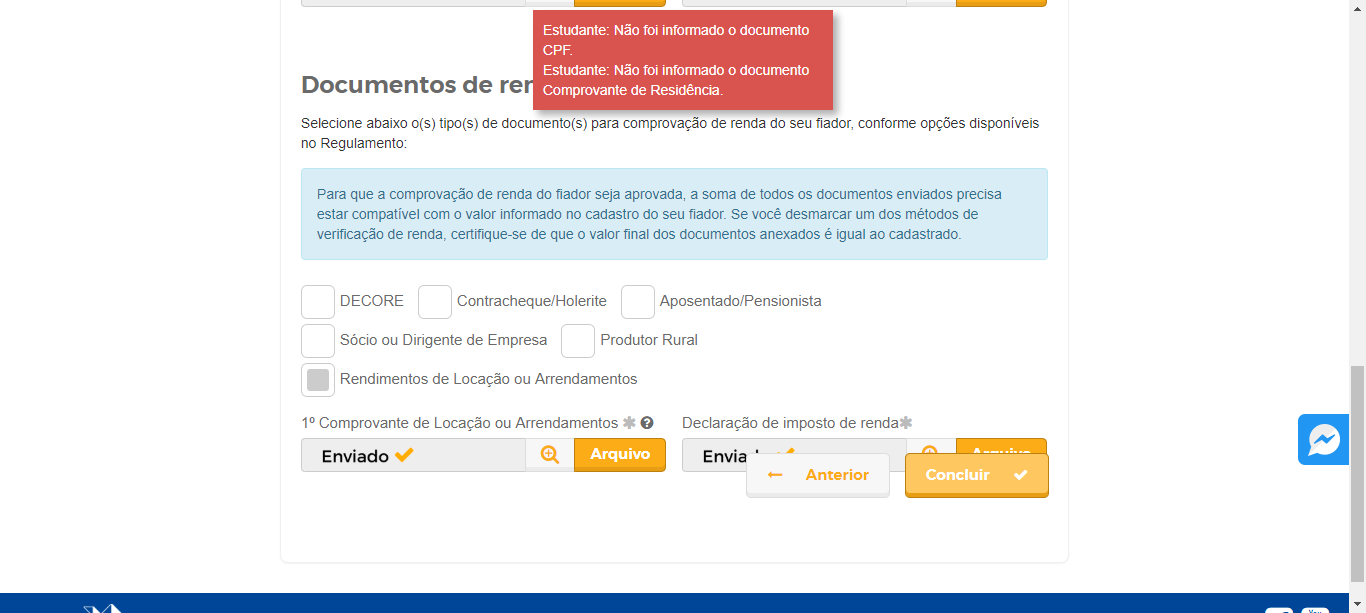 Estudante: Não foi informado o documento
CPF.
Estudante: Não foi informado o documento
Comprovante de Residência.
Documentos de ren
Selecione abaixo o(s) tipo(s) de documento(s) para comprovação de renda do seu fiador, conforme opções disponíveis
no Regulamento:
Para que a comprovação de renda do fiador seja aprovada, a soma de todos os documentos enviados precisa
estar compatível com o valor informado no cadastro do seu fiador. Se você desmarcar um dos métodos de
verificação de renda, certifique-se de que o valor final dos documentos anexados é igual ao cadastrado.
DECORE Contracheque/Holerite Aposentado/Pensionista
Sócio ou Dirigente de Empresa Produtor Rural
Rendimentos de Locação ou Arrendamentos
1º Comprovante de Locação ou Arrendamentos * ? Declaração de imposto de renda*
Enviado Arquivo Enviado Arquivo
← Anterior Concluir
You